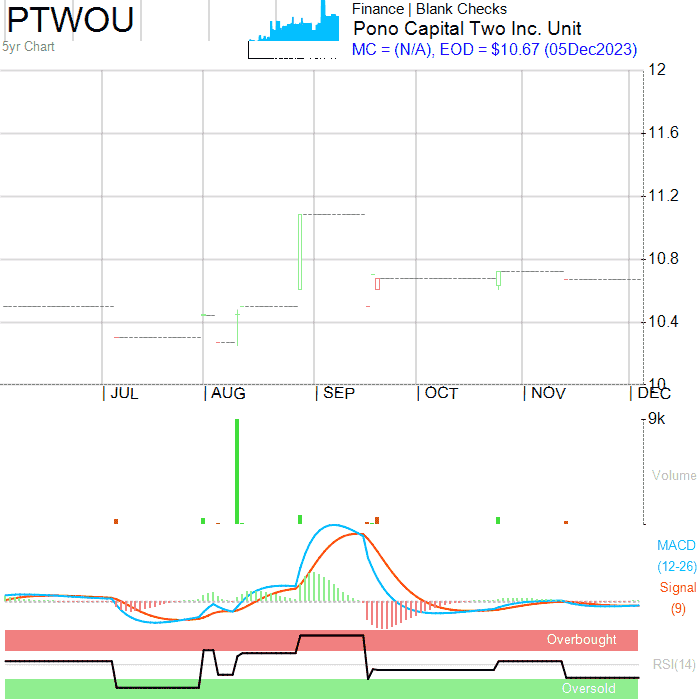 PTWOU
5yr Chart
Finance | Blank Checks
Pono Capital Two Inc. Unit
MC = (N/A), EOD = $10.67 (05Dec2023)
12
11.6
11.2
10.8
10.4
10
| JUL | AUG | SEP | OCT | NOV | DEC
9k
Volume
MACD
(12-26)
Signal
(9)
Overbought
RSI(14)
Oversold